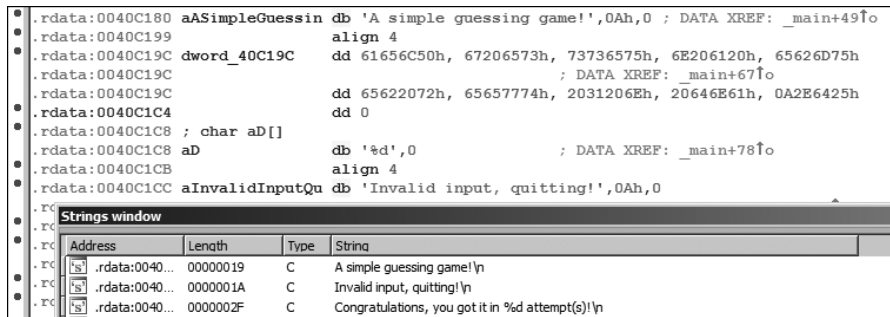 .rdata:0040C180 aASimpleGuessin db 'A simple guessing game!',0Ah,0 ; DATA XREF: _main+49↑o
.rdata:0040C199 align 4
.rdata:0040C19C dword_40C19C dd 61656C50h, 67206573h, 73736575h, 6E206120h, 65626D75h
.rdata:0040C19C ; DATA XREF: _main+67↑o
.rdata:0040C19C dd 65622072h, 65657774h, 2031206Eh, 20646E61h, 0A2E6425h
.rdata:0040C1C4 dd 0
.rdata:0040C1C8 ; char aD[]
.rdata:0040C1C8 aD db '%d',0 ; DATA XREF: _main+78↑o
.rdata:0040C1CB align 4
.rdata:0040C1CC aInvalidInputQu db 'Invalid input, quitting!',0Ah,0
Strings window
Address Length Type String
's' .rdata:0040... 00000019 C A simple guessing game!\n
's' .rdata:0040... 0000001A C Invalid input, quitting!\n
's' .rdata:0040... 0000002F C Congratulations, you got it in %d attempt(s)!\n